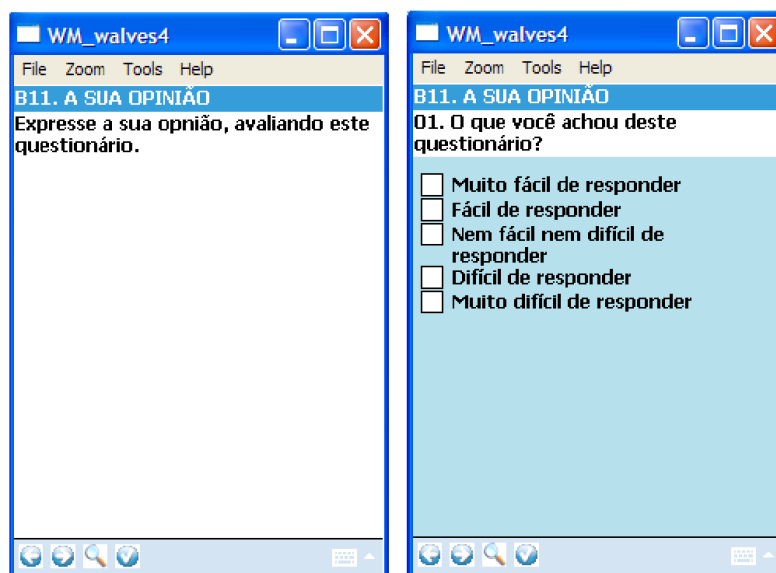 WM_walves4
File Zoom Tools Help
B11. A SUA OPINIÃO
Expresse a sua opnião, avaliando este
questionário.
WM_walves4
File Zoom Tools Help
B11. A SUA OPINIÃO
01. O que você achou deste
questionário?
Muito fácil de responder
Fácil de responder
Nem fácil nem difícil de
responder
Difícil de responder
Muito difícil de responder